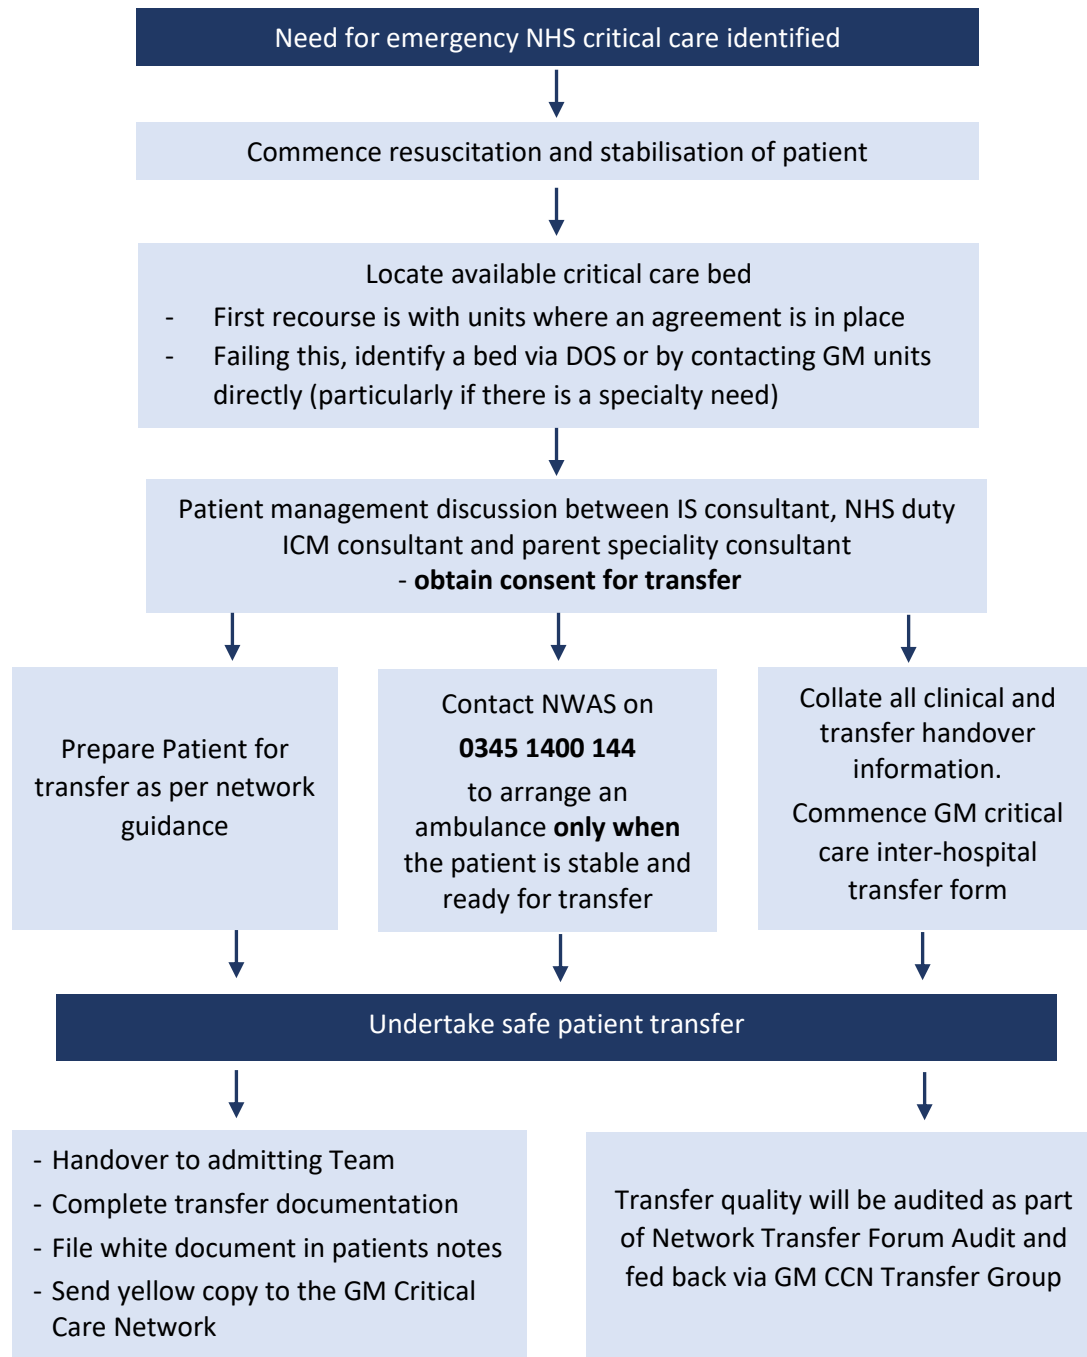 Need for emergency NHS critical care identified
Commence resuscitation and stabilisation of patient
Locate available critical care bed
- First recourse is with units where an agreement is in place
- Failing this, identify a bed via DOS or by contacting GM units
directly (particularly if there is a specialty need)
Patient management discussion between IS consultant, NHS duty
ICM consultant and parent speciality consultant
- obtain consent for transfer
Prepare Patient for
transfer as per network
guidance
Contact NWAS on
0345 1400 144
to arrange an
ambulance only when
the patient is stable and
ready for transfer
Collate all clinical and
transfer handover
information.
Commence GM critical
care inter-hospital
transfer form
Undertake safe patient transfer
- Handover to admitting Team
- Complete transfer documentation
- File white document in patients notes
- Send yellow copy to the GM Critical
Care Network
Transfer quality will be audited as part
of Network Transfer Forum Audit and
fed back via GM CCN Transfer Group